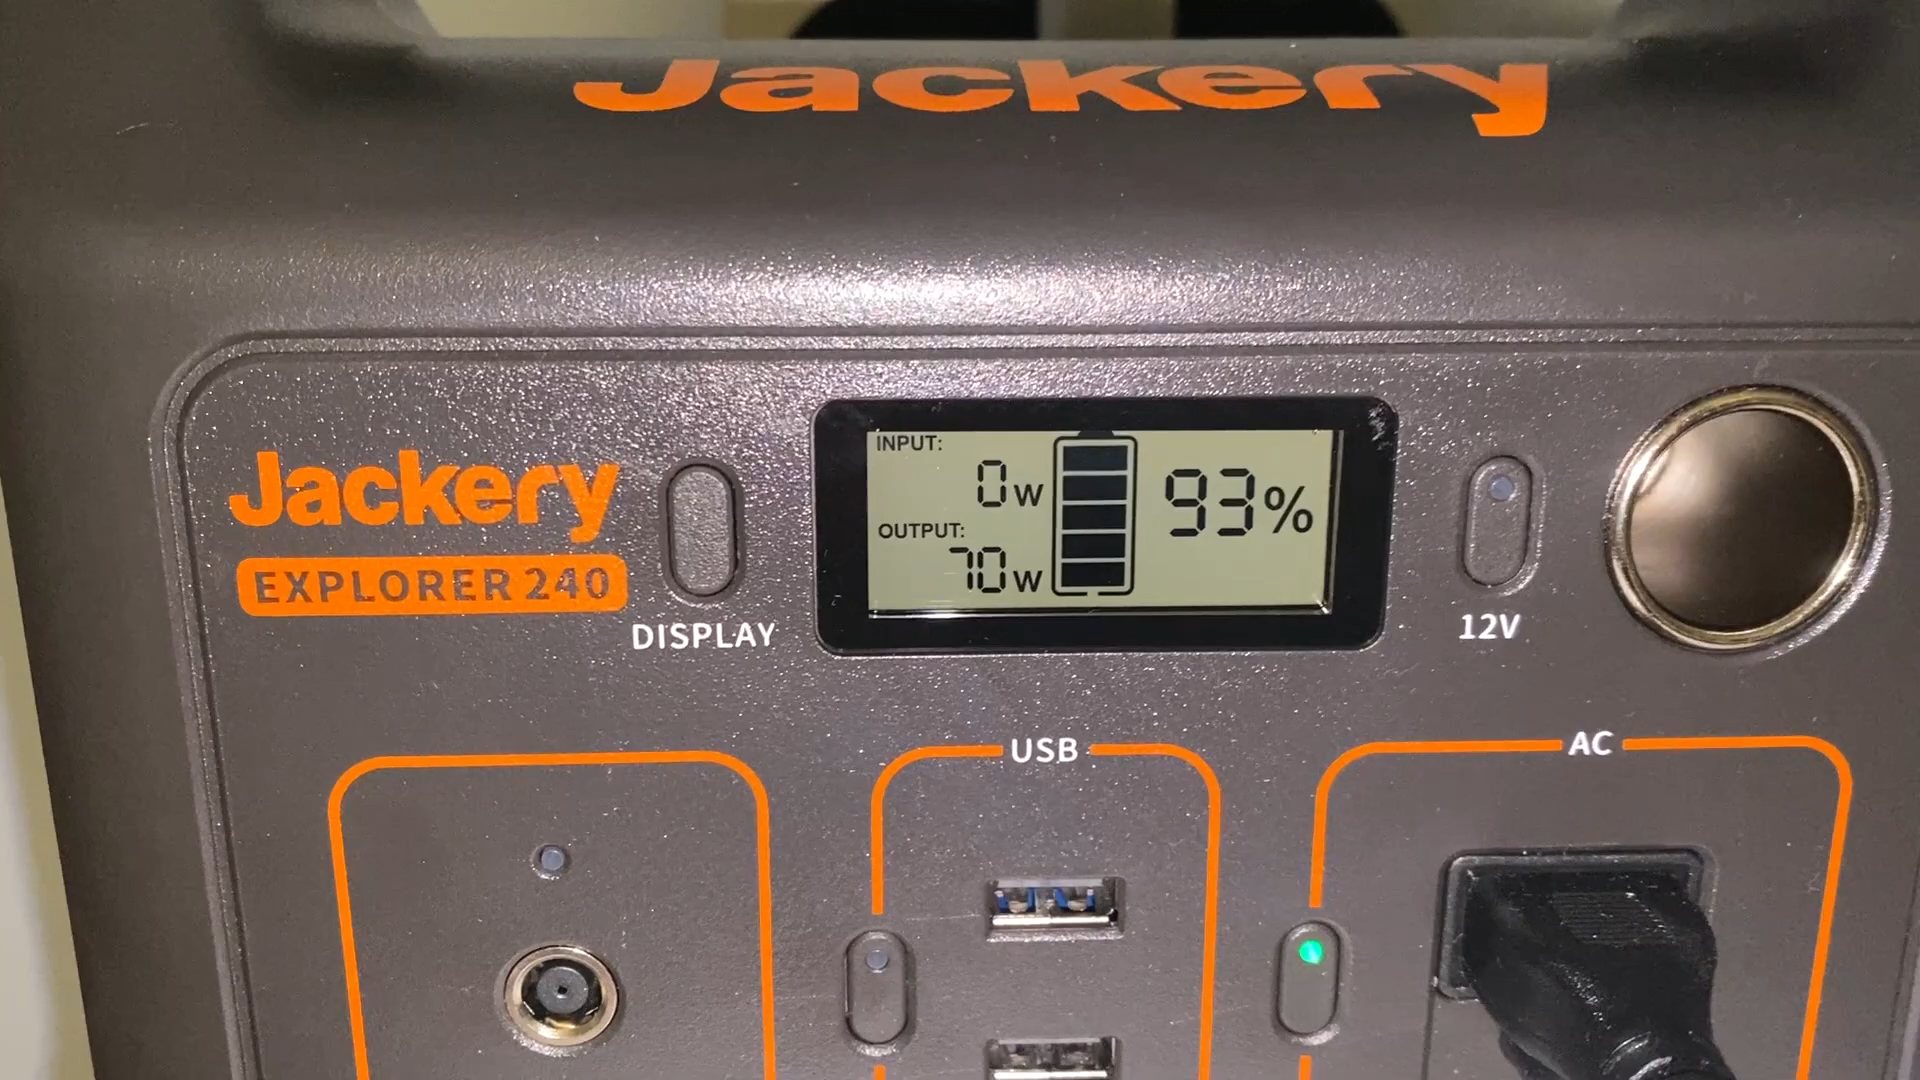 Jackery
Jackery
EXPLORER 240
DISPLAY
INPUT:
0W
OUTPUT:
70W
93%
12V
USB
AC